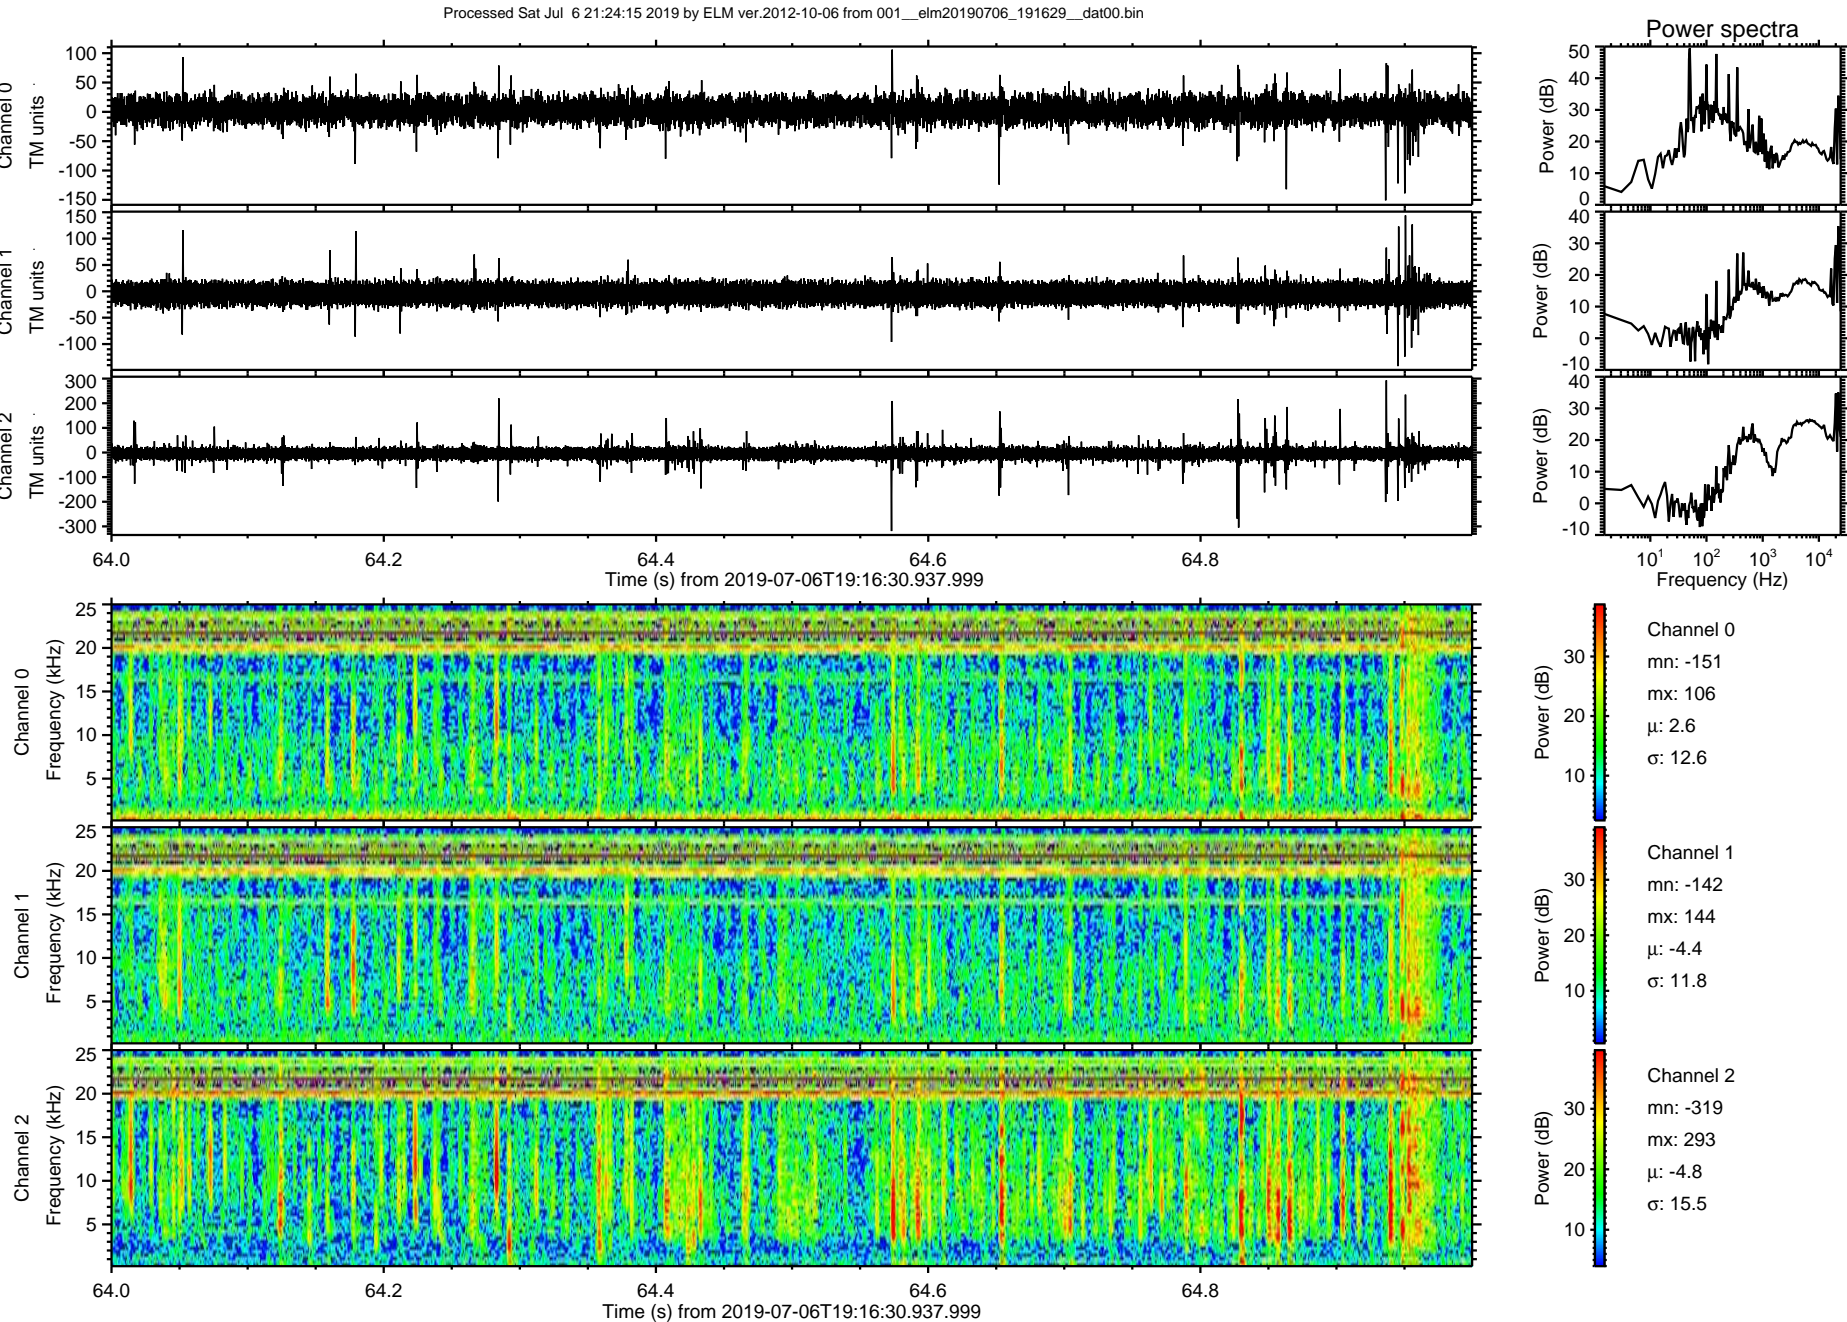 Processed Sat Jul 6 21:24:15 2019 by ELM ver.2012-10-06 from 001__elm20190706_191629__dat00.bin
Power spectra
Channel 0
TM units
100
50
0
-50
-100
-150
Power (dB)
50
40
30
20
10
0
Channel 1
TM units
150
100
50
0
-50
-100
Power (dB)
40
30
20
10
0
-10
Channel 2
TM units
300
200
100
0
-100
-200
-300
Power (dB)
40
30
20
10
0
-10
64.0 64.2 64.4 64.6 64.8
Time (s) from 2019-07-06T19:16:30.937.999
10¹ 10² 10³ 10⁴
Frequency (Hz)
Channel 0
Frequency (kHz)
25
20
15
10
5
Power (dB)
30
20
10
Channel 0
mn: -151
mx: 106
μ: 2.6
σ: 12.6
Channel 1
Frequency (kHz)
25
20
15
10
5
Power (dB)
30
20
10
Channel 1
mn: -142
mx: 144
μ: -4.4
σ: 11.8
Channel 2
Frequency (kHz)
25
20
15
10
5
Power (dB)
30
20
10
Channel 2
mn: -319
mx: 293
μ: -4.8
σ: 15.5
64.0 64.2 64.4 64.6 64.8
Time (s) from 2019-07-06T19:16:30.937.999